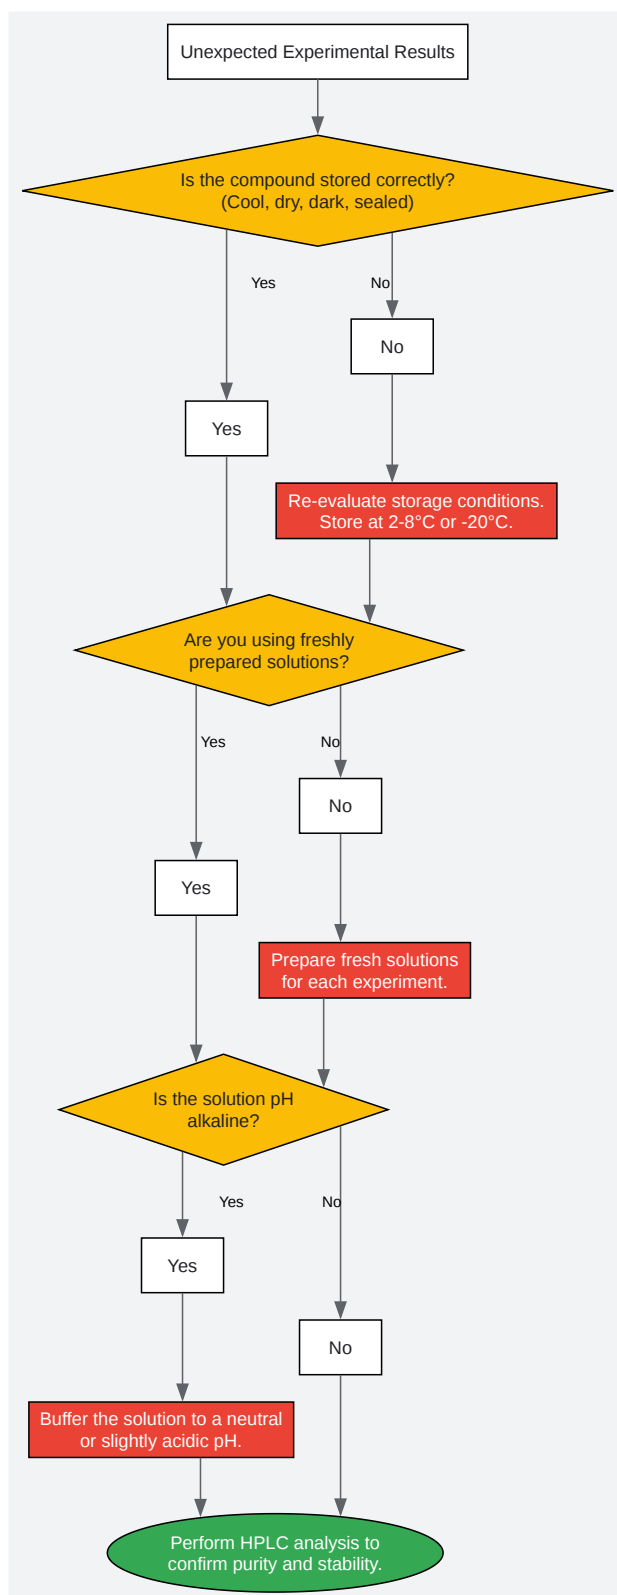 Unexpected Experimental Results
Is the compound stored correctly?
(Cool, dry, dark, sealed)
Yes
No
No
Yes
Re-evaluate storage conditions.
Store at 2-8°C or -20°C.
Are you using freshly
prepared solutions?
Yes
No
No
Yes
Prepare fresh solutions
for each experiment.
Is the solution pH
alkaline?
Yes
No
Yes
No
Buffer the solution to a neutral
or slightly acidic pH.
Perform HPLC analysis to
confirm purity and stability.